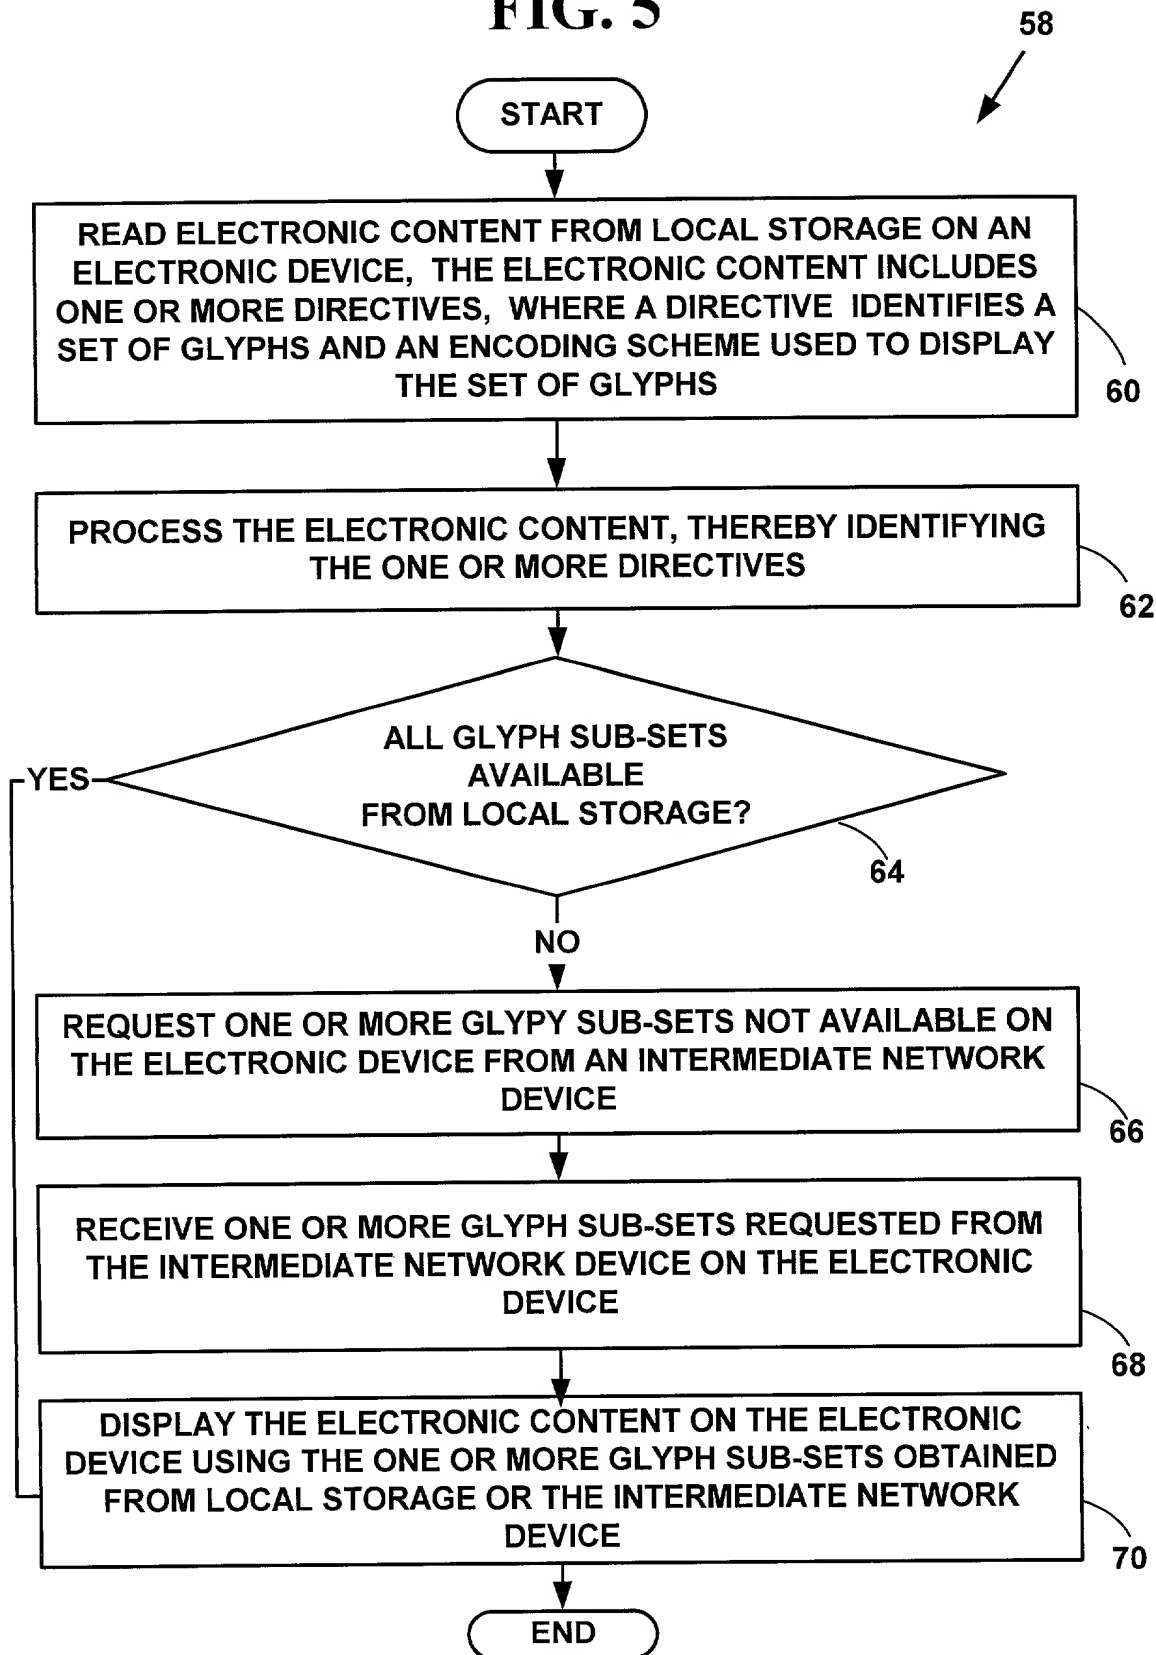 FIG. 5
58
START
READ ELECTRONIC CONTENT FROM LOCAL STORAGE ON AN
ELECTRONIC DEVICE, THE ELECTRONIC CONTENT INCLUDES
ONE OR MORE DIRECTIVES, WHERE A DIRECTIVE IDENTIFIES A
SET OF GLYPHS AND AN ENCODING SCHEME USED TO DISPLAY
THE SET OF GLYPHS
60
PROCESS THE ELECTRONIC CONTENT, THEREBY IDENTIFYING
THE ONE OR MORE DIRECTIVES
62
ALL GLYPH SUB-SETS
AVAILABLE
FROM LOCAL STORAGE?
YES
64
NO
REQUEST ONE OR MORE GLYPY SUB-SETS NOT AVAILABLE ON
THE ELECTRONIC DEVICE FROM AN INTERMEDIATE NETWORK
DEVICE
66
RECEIVE ONE OR MORE GLYPH SUB-SETS REQUESTED FROM
THE INTERMEDIATE NETWORK DEVICE ON THE ELECTRONIC
DEVICE
68
DISPLAY THE ELECTRONIC CONTENT ON THE ELECTRONIC
DEVICE USING THE ONE OR MORE GLYPH SUB-SETS OBTAINED
FROM LOCAL STORAGE OR THE INTERMEDIATE NETWORK
DEVICE
70
END